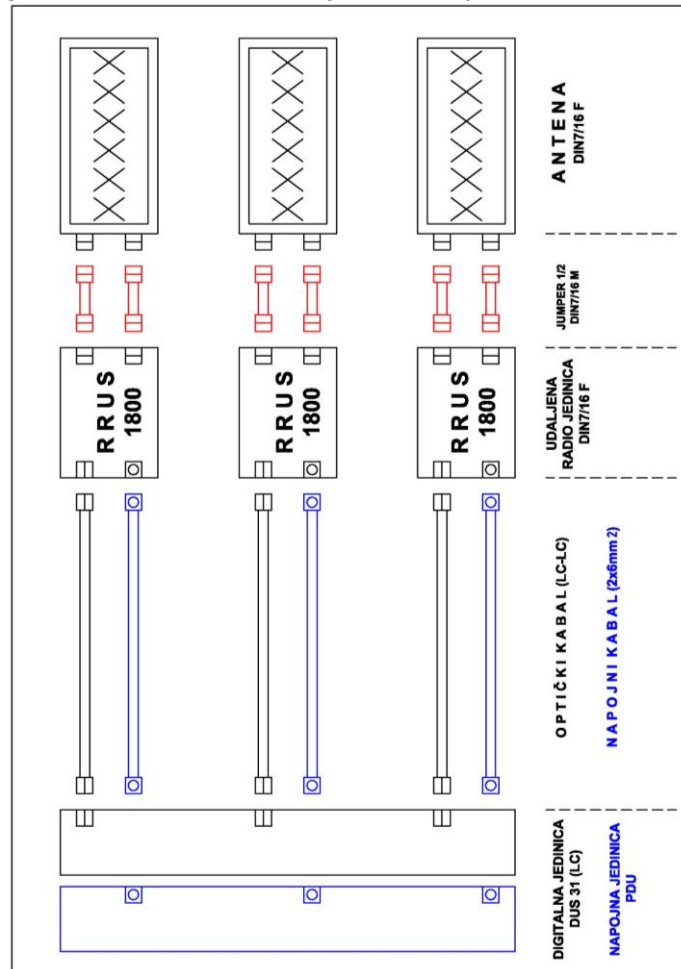 ANTENA
DIN7/16 F
JUMPER 1/2
DIN7/16 M
RRUS
1800
RRUS
1800
RRUS
1800
UDALJENA
RADIO JEDINICA
DIN7/16 F
OPTIČKI KABAL (LC-LC)
NAPOJNI KABAL (2x6mm2)
DIGITALNA JEDINICA
DUS 31 (LC)
NAPOJNA JEDINICA
PDU